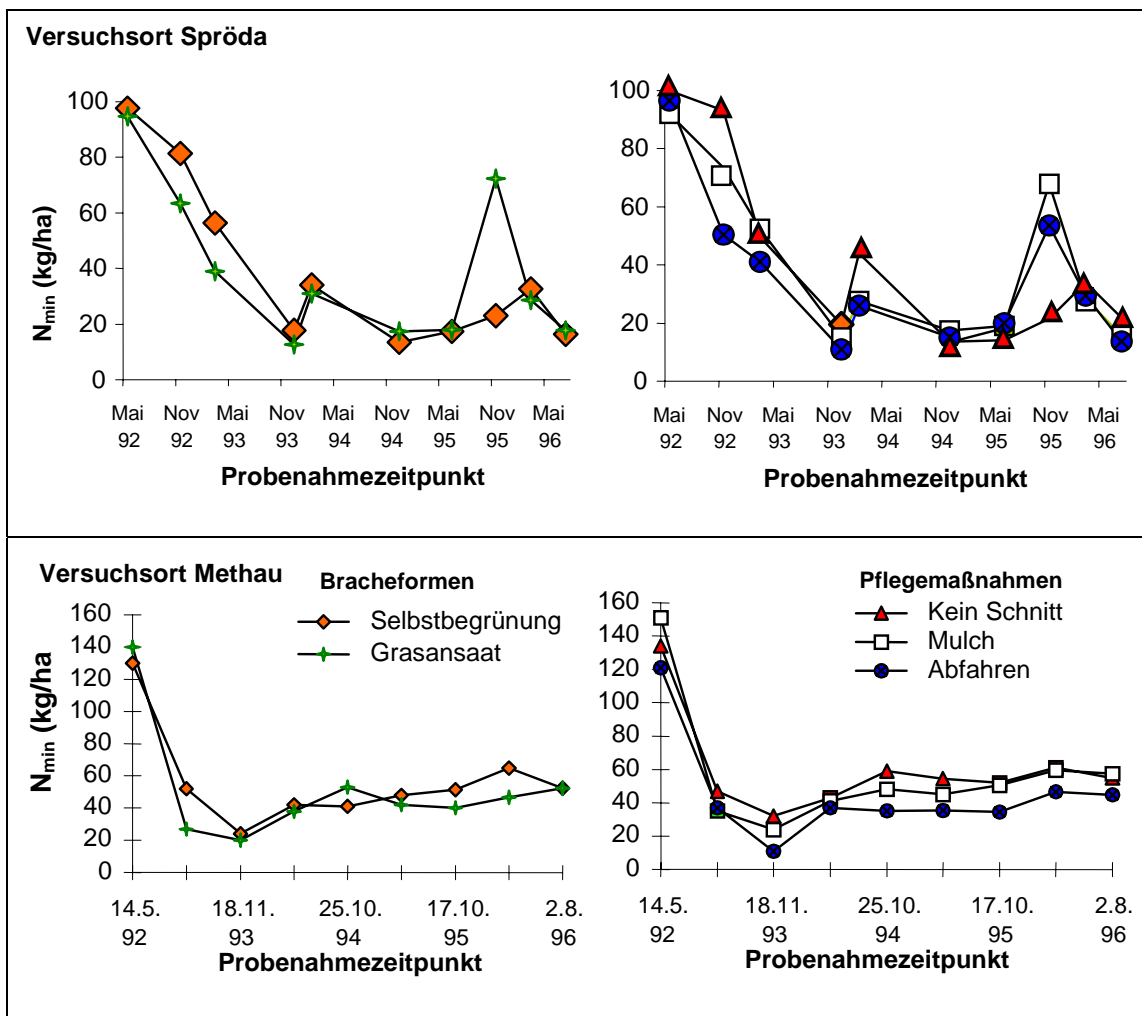 Versuchsort Spröda
N_min (kg/ha)
100
80
60
40
20
0
Mai Nov Mai Nov Mai Nov Mai Nov Mai
92 92 93 93 94 94 95 95 96
Probenahmezeitpunkt
100
80
60
40
20
0
Mai Nov Mai Nov Mai Nov Mai Nov Mai
92 92 93 93 94 94 95 95 96
Probenahmezeitpunkt
Versuchsort Methau
Bracheformen
Selbstbegrünung
Grasansaat
N_min (kg/ha)
160
140
120
100
80
60
40
20
0
14.5. 18.11. 25.10. 17.10. 2.8.
92 93 94 95 96
Probenahmezeitpunkt
Pflegemaßnahmen
Kein Schnitt
Mulch
Abfahren
160
140
120
100
80
60
40
20
0
14.5. 18.11. 25.10. 17.10. 2.8.
92 93 94 95 96
Probenahmezeitpunkt